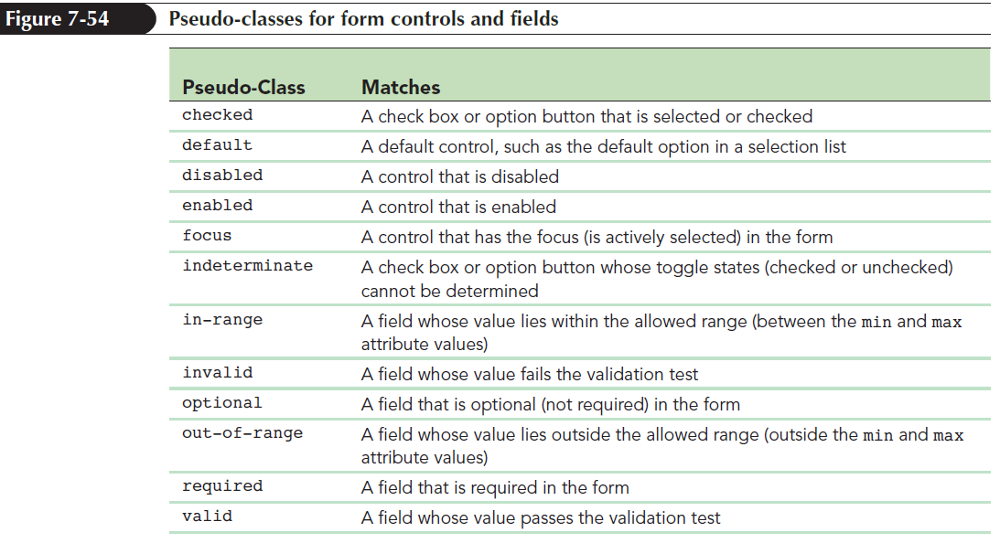 Figure 7-54 Pseudo-classes for form controls and fields
Pseudo-Class Matches
checked A check box or option button that is selected or checked
default A default control, such as the default option in a selection list
disabled A control that is disabled
enabled A control that is enabled
focus A control that has the focus (is actively selected) in the form
indeterminate A check box or option button whose toggle states (checked or unchecked)
cannot be determined
in-range A field whose value lies within the allowed range (between the min and max
attribute values)
invalid A field whose value fails the validation test
optional A field that is optional (not required) in the form
out-of-range A field whose value lies outside the allowed range (outside the min and max
attribute values)
required A field that is required in the form
valid A field whose value passes the validation test